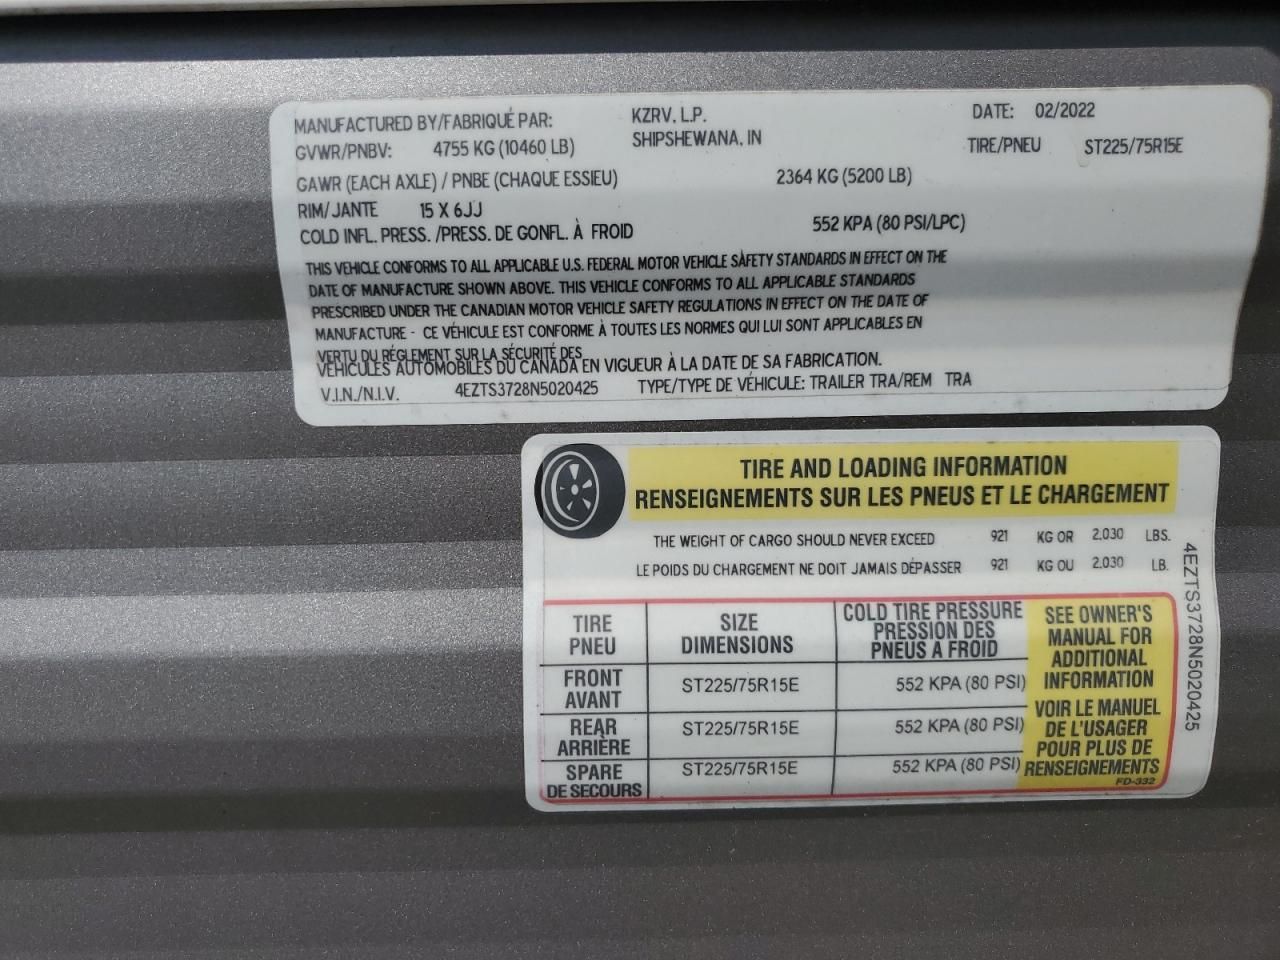 MANUFACTURED BY/FABRIQUÉ PAR: KZRV, L.P. DATE: 02/2022
SHIPSHEWANA, IN
GVWR/PNBV: 4755 KG (10460 LB) TIRE/PNEU ST225/75R15E
GAWR (EACH AXLE) / PNBE (CHAQUE ESSIEU) 2364 KG (5200 LB)
RIM/JANTE 15 X 6JJ
COLD INFL. PRESS. /PRESS. DE GONFL. À FROID 552 KPA (80 PSI/LPC)
THIS VEHICLE CONFORMS TO ALL APPLICABLE U.S. FEDERAL MOTOR VEHICLE SAFETY STANDARDS IN EFFECT ON THE
DATE OF MANUFACTURE SHOWN ABOVE. THIS VEHICLE CONFORMS TO ALL APPLICABLE STANDARDS
PRESCRIBED UNDER THE CANADIAN MOTOR VEHICLE SAFETY REGULATIONS IN EFFECT ON THE DATE OF
MANUFACTURE - CE VÉHICULE EST CONFORME À TOUTES LES NORMES QUI LUI SONT APPLICABLES EN
VERTU DU RÉGLEMENT SUR LA SÉCURITÉ DES
VÉHICULES AUTOMOBILES DU CANADA EN VIGUEUR À LA DATE DE SA FABRICATION.
V.I.N./N.I.V. 4EZTS3728N5020425 TYPE/TYPE DE VÉHICULE: TRAILER TRA/REM TRA
TIRE AND LOADING INFORMATION
RENSEIGNEMENTS SUR LES PNEUS ET LE CHARGEMENT
THE WEIGHT OF CARGO SHOULD NEVER EXCEED 921 KG OR 2.030 LBS.
LE POIDS DU CHARGEMENT NE DOIT JAMAIS DÉPASSER 921 KG OU 2.030 LB.
TIRE
PNEU
SIZE
DIMENSIONS
COLD TIRE PRESSURE
PRESSION DES
PNEUS A FROID
FRONT
AVANT
ST225/75R15E
552 KPA (80 PSI)
REAR
ARRIÈRE
ST225/75R15E
552 KPA (80 PSI)
SPARE
DE SECOURS
ST225/75R15E
552 KPA (80 PSI)
SEE OWNER'S
MANUAL FOR
ADDITIONAL
INFORMATION
VOIR LE MANUEL
DE L'USAGER
POUR PLUS DE
RENSEIGNEMENTS
FD-332
4EZTS3728N5020425